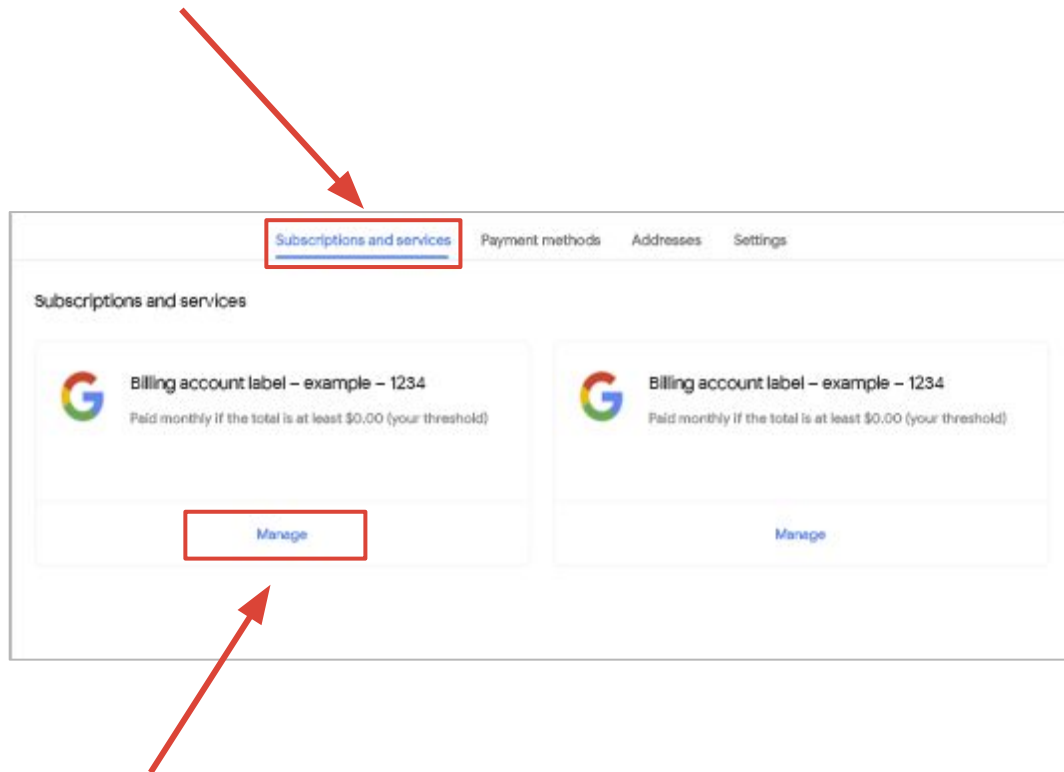 Subscriptions and services
Payment methods
Addresses
Settings
Subscriptions and services
Billing account label – example – 1234
Paid monthly if the total is at least $0.00 (your threshold)
Manage
Billing account label – example – 1234
Paid monthly if the total is at least $0.00 (your threshold)
Manage